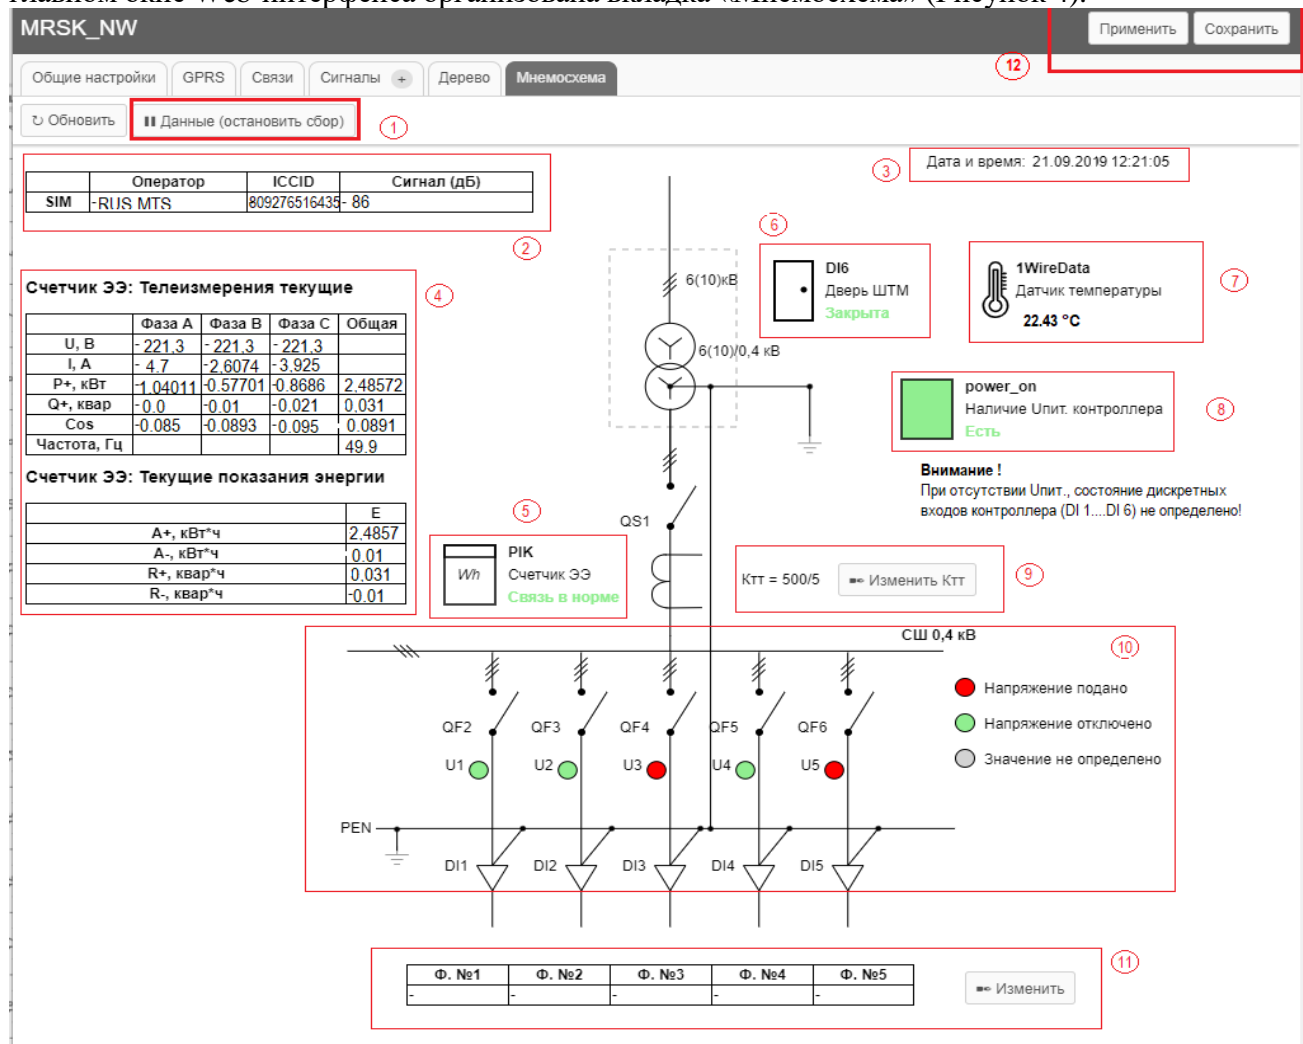 главном окне Web-интерфейса организована вкладка «Мнемосхема» (Рисунок 4).
MRSK_NW
Применить
Сохранить
12
Общие настройки
GPRS
Связи
Сигналы +
Дерево
Мнемосхема
Обновить
Данные (остановить сбор)
1
3
Дата и время: 21.09.2019 12:21:05
Оператор ICCID Сигнал (дБ)
SIM -RUS MTS 809276516435 - 86
2
6
DI6
Дверь ШТМ
Закрыта
1WireData
Датчик температуры
22.43 °C
7
Счетчик ЭЭ: Телеизмерения текущие
4
Фаза А Фаза В Фаза С Общая
U, В - 221,3 - 221,3 - 221,3
I, А - 4.7 -2,6074 -3,925
P+, кВт -1,04011 -0.57701 -0.8686 2,48572
Q+, квар -0.0 -0.01 -0.021 0.031
Cos -0.085 -0.0893 -0.095 0.0891
Частота, Гц 49.9
6(10)кВ
6(10)/0,4 кВ
power_on
Наличие Uпит. контроллера
Есть
8
Внимание !
При отсутствии Uпит., состояние дискретных
входов контроллера (DI 1....DI 6) не определено!
Счетчик ЭЭ: Текущие показания энергии
E
A+, кВт*ч 2,4857
A-, кВт*ч 0.01
R+, квар*ч 0,031
R-, квар*ч -0.01
5
QS1
PIK
Wh
Счетчик ЭЭ
Связь в норме
Ктт = 500/5
Изменить Ктт
9
СШ 0,4 кВ
10
Напряжение подано
Напряжение отключено
Значение не определено
QF2 QF3 QF4 QF5 QF6
U1 U2 U3 U4 U5
PEN
DI1 DI2 DI3 DI4 DI5
11
Ф. №1 Ф. №2 Ф. №3 Ф. №4 Ф. №5
- - - - -
Изменить